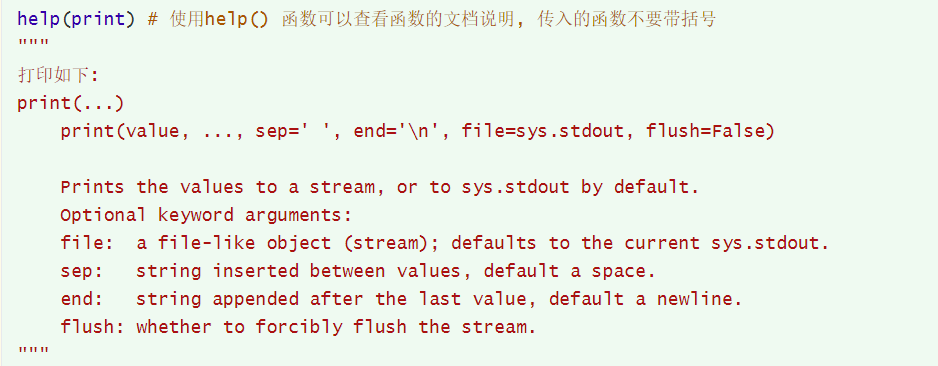 help(print) # 使用help() 函数可以查看函数的文档说明, 传入的函数不要带括号
"""
打印如下:
print(...)
    print(value, ..., sep=' ', end='\n', file=sys.stdout, flush=False)

    Prints the values to a stream, or to sys.stdout by default.
    Optional keyword arguments:
    file:  a file-like object (stream); defaults to the current sys.stdout.
    sep:   string inserted between values, default a space.
    end:   string appended after the last value, default a newline.
    flush: whether to forcibly flush the stream.
"""